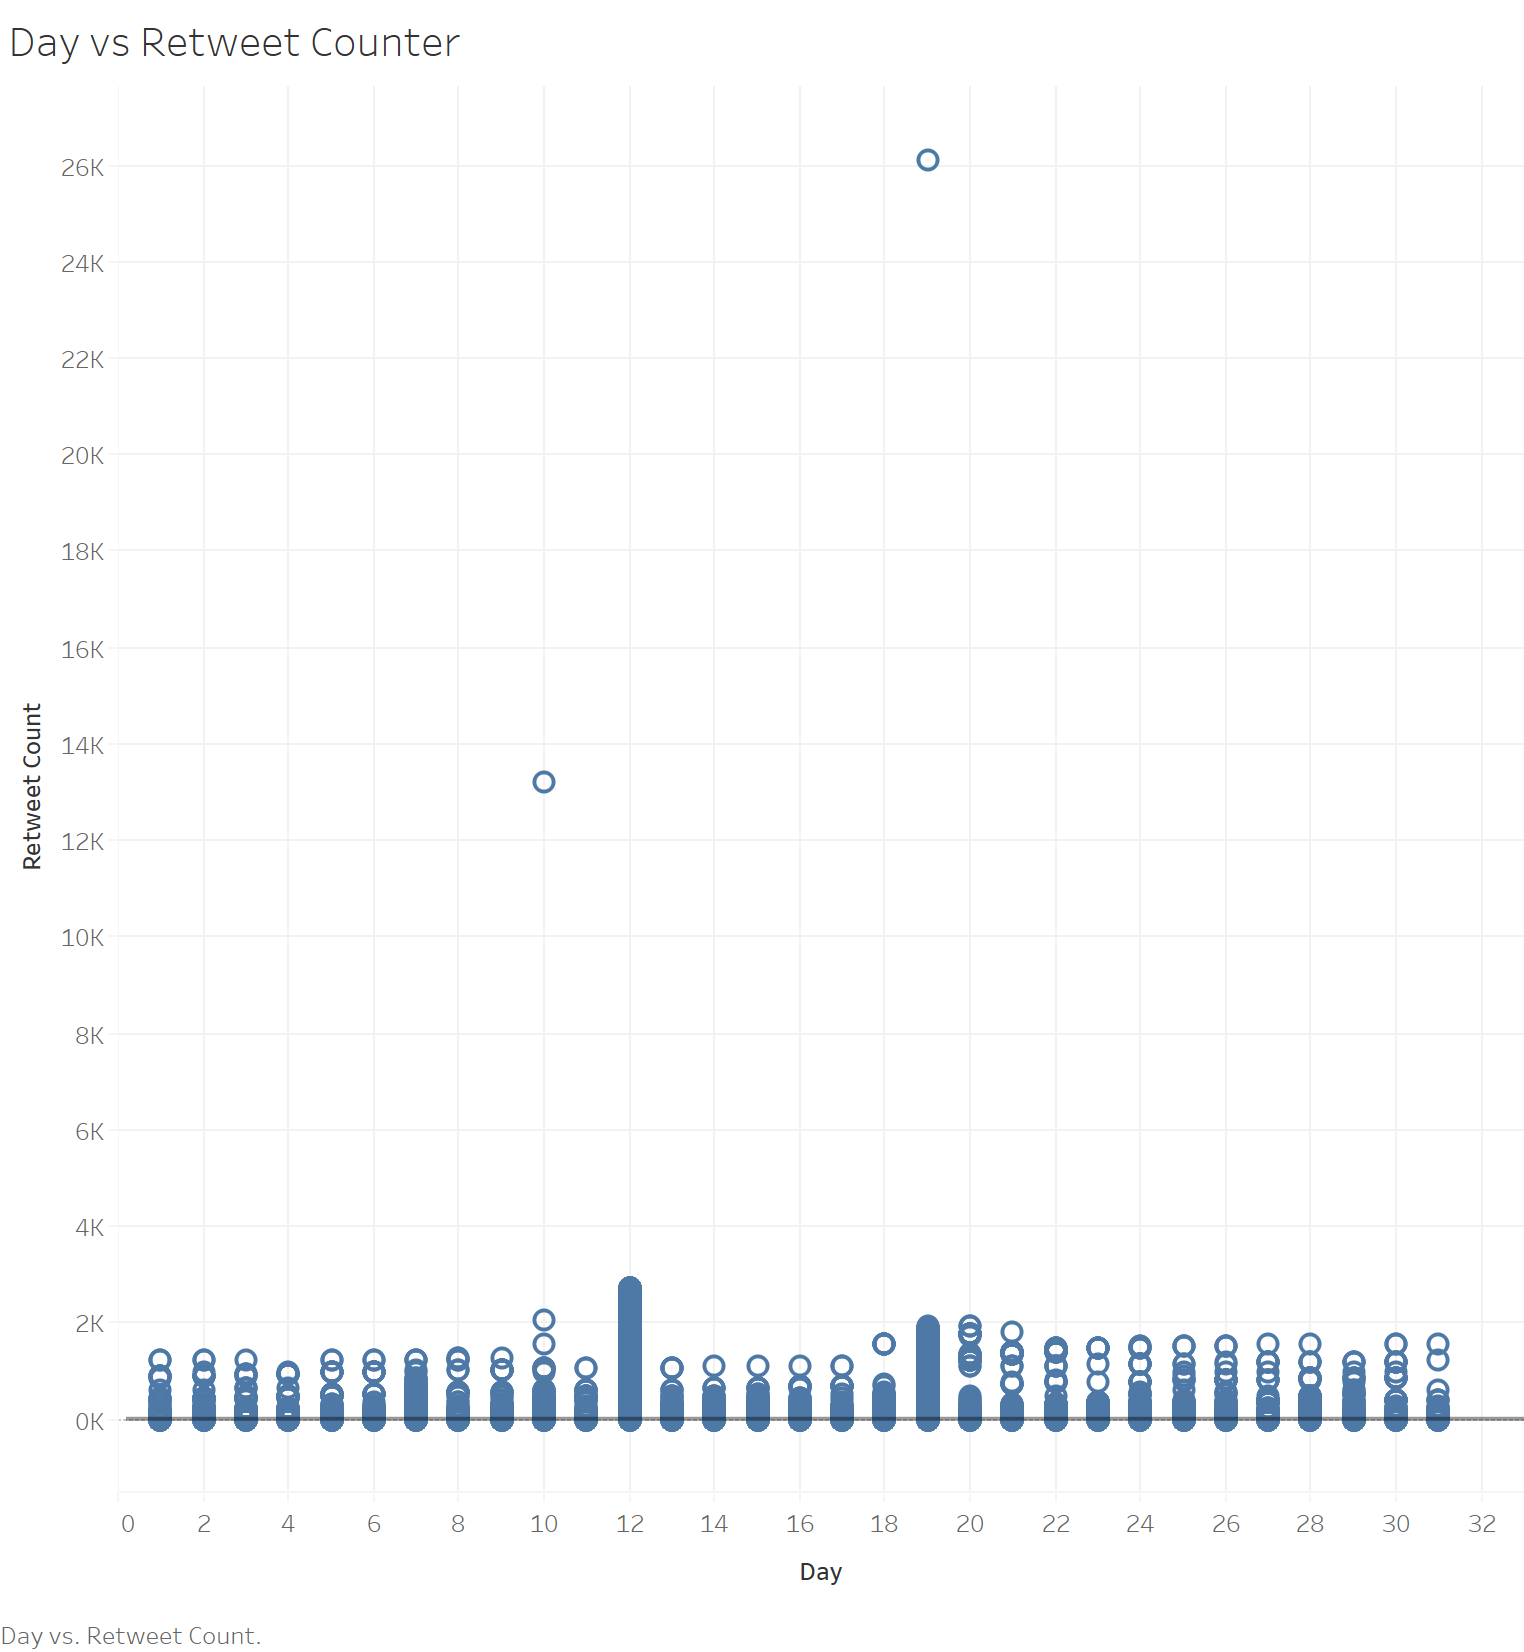 Day vs Retweet Counter
26K
24K
22K
20K
18K
16K
14K
12K
10K
8K
6K
4K
2K
0K
Retweet Count
0 2 4 6 8 10 12 14 16 18 20 22 24 26 28 30 32
Day
Day vs. Retweet Count.